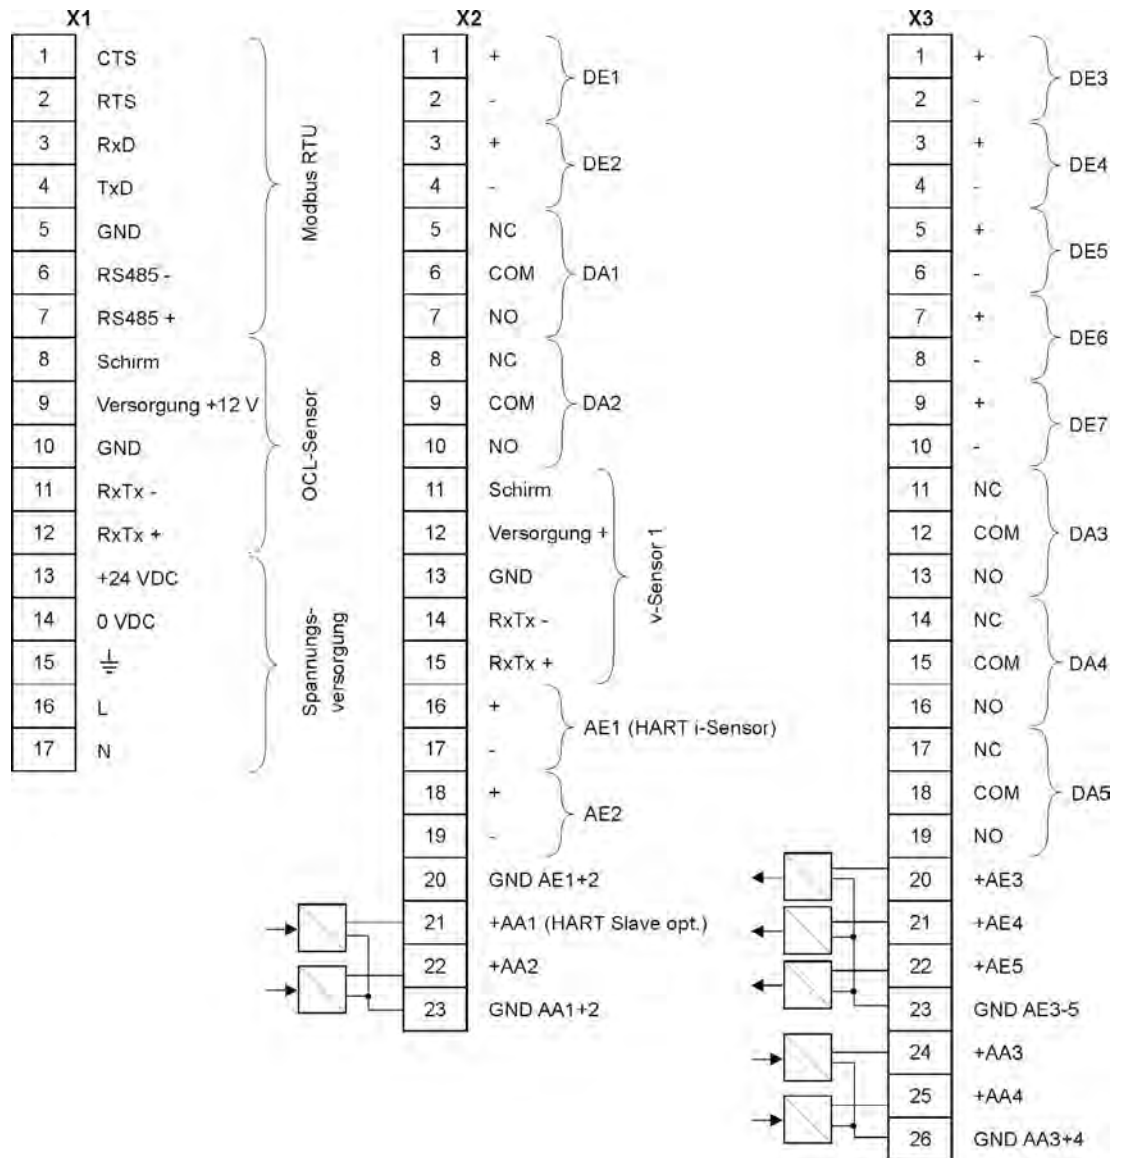 X1
1 CTS
2 RTS
3 RxD
4 TxD
5 GND
6 RS485 -
7 RS485 +
Modbus RTU
8 Schirm
9 Versorgung +12 V
10 GND
11 RxTx -
12 RxTx +
OCL-Sensor
13 +24 VDC
14 0 VDC
15
16 L
17 N
Spannungs-
versorgung
X2
1 +
2 -
DE1
3 +
4 -
DE2
5 NC
6 COM
7 NO
DA1
8 NC
9 COM
10 NO
DA2
11 Schirm
12 Versorgung +
13 GND
14 RxTx -
15 RxTx +
v-Sensor 1
16 +
17 -
AE1 (HART i-Sensor)
18 +
19 -
AE2
20 GND AE1+2
21 +AA1 (HART Slave opt.)
22 +AA2
23 GND AA1+2
X3
1 +
2 -
DE3
3 +
4 -
DE4
5 +
6 -
DE5
7 +
8 -
DE6
9 +
10 -
DE7
11 NC
12 COM
13 NO
DA3
14 NC
15 COM
16 NO
DA4
17 NC
18 COM
19 NO
DA5
20 +AE3
21 +AE4
22 +AE5
23 GND AE3-5
24 +AA3
25 +AA4
26 GND AA3+4